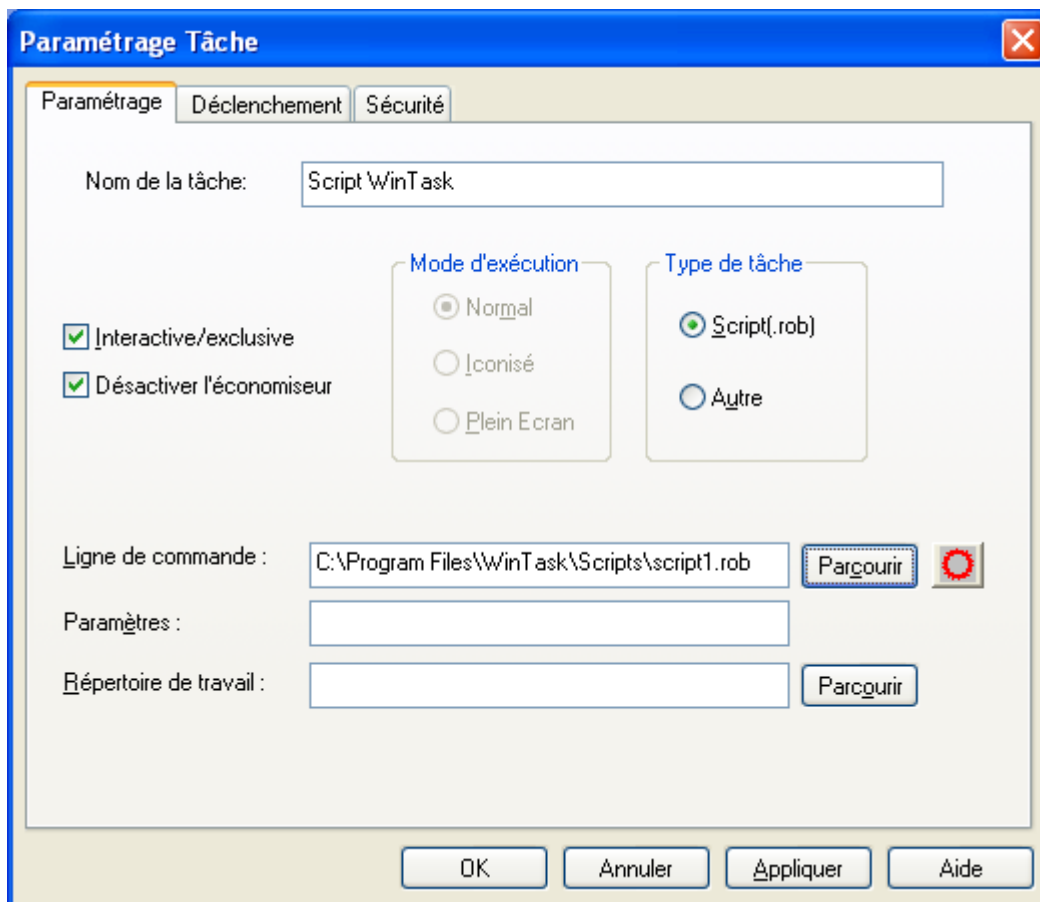 Paramétrage Tâche
Paramétrage Déclenchement Sécurité
Nom de la tâche: Script WinTask
Mode d'exécution Type de tâche
Normal
Script(.rob)
Interactive/exclusive
Iconisé
Désactiver l'économiseur
Autre
Plein Ecran
Ligne de commande : C:\Program Files\WinTask\Scripts\script1.rob Parcourir
Paramètres :
Répertoire de travail : Parcourir
OK Annuler Appliquer Aide